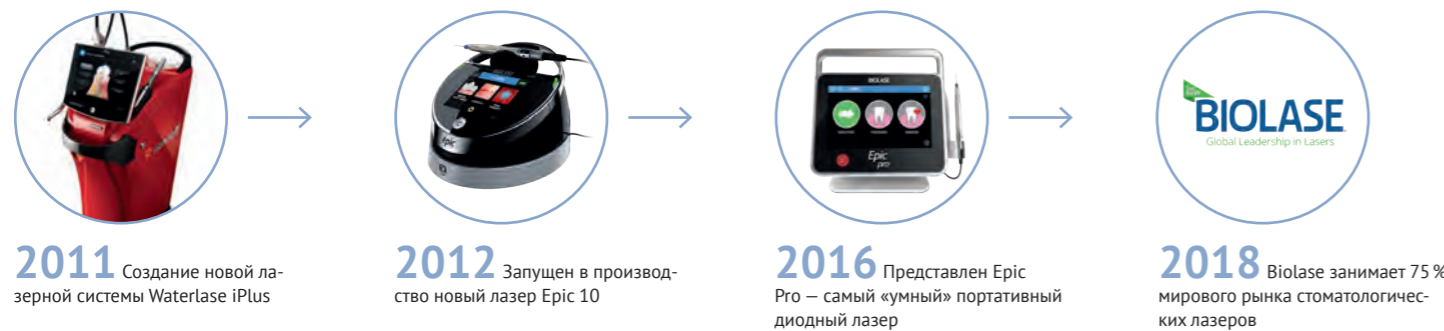 BIOLASE
Epic
BIOLASE
Epic
pro
BIOLASE
Global Leadership in Lasers
2011 Создание новой ла-
зерной системы Waterlase iPlus
2012 Запущен в производ-
ство новый лазер Epic 10
2016 Представлен Epic
Pro — самый «умный» портативный
диодный лазер
2018 Biolase занимает 75 %
мирового рынка стоматологичес-
ких лазеров